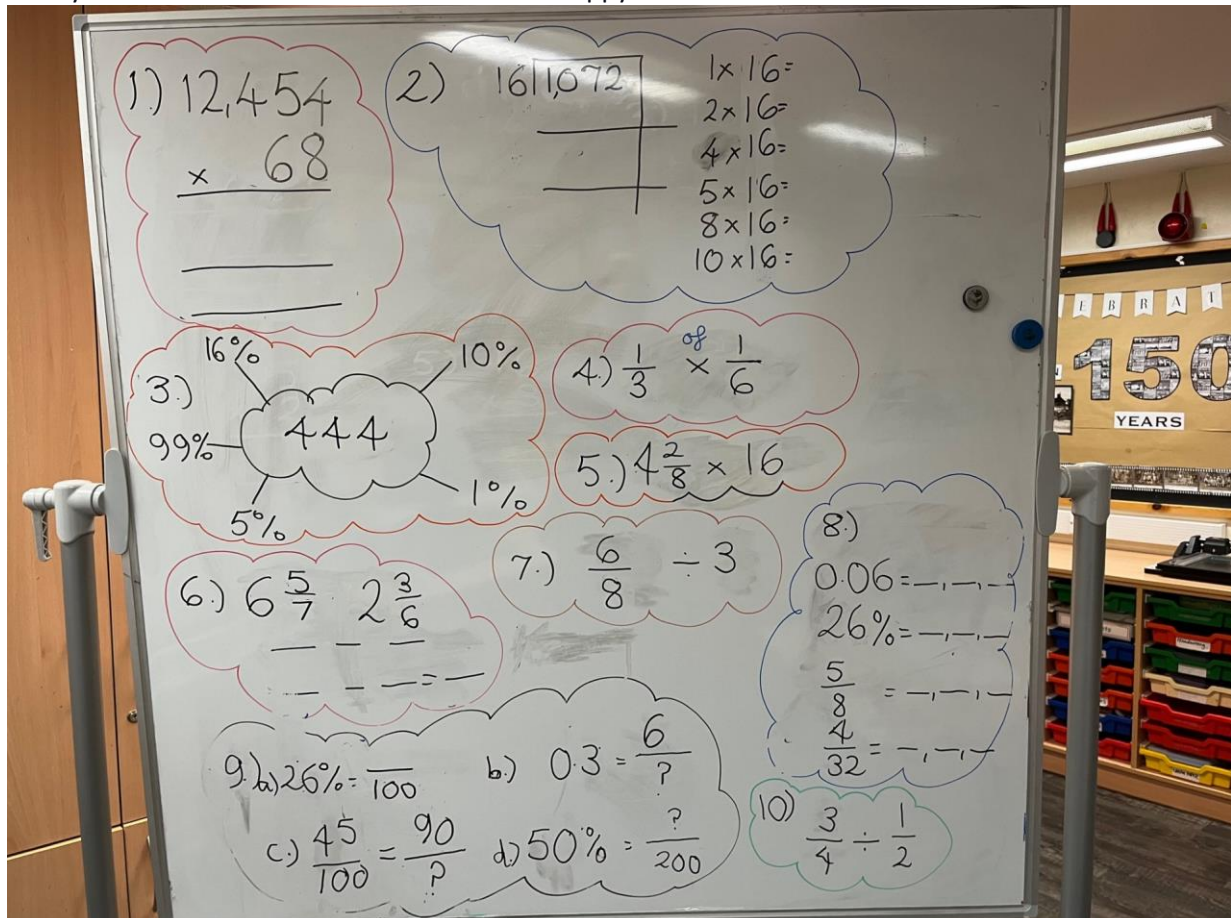 1.) 12,454
× 68
2) 16 1,072
1× 16=
2× 16=
4 × 16=
5 × 16=
8 × 16=
10 ×16=
3.) 444
16%
10%
99%
1%
5%
4.) 1/3 × 1/6
of
5.) 4 2/8 × 16
6.) 6 5/7 2 3/6
— - —
— - — = —
7.) 6/8 ÷ 3
8.)
0.06 = —,—,—
26% = —,—,—
5/8 = —,—,—
4/32 = —,—,—
9.) a) 26% = /100
b.) 0.3 = 6/?
c.) 45/100 = 90/?
d.) 50% = ?/200
10) 3/4 ÷ 1/2
EBRAT
150
YEARS